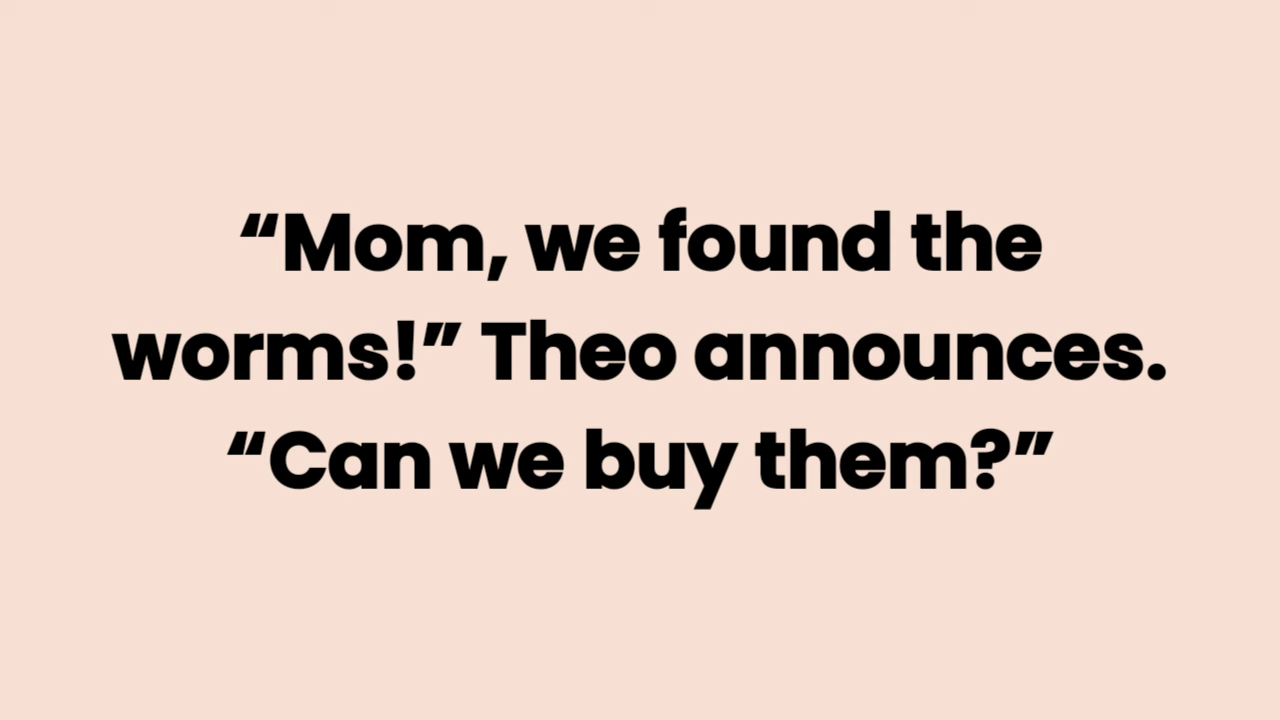 “Mom, we found the
worms!” Theo announces.
“Can we buy them?”